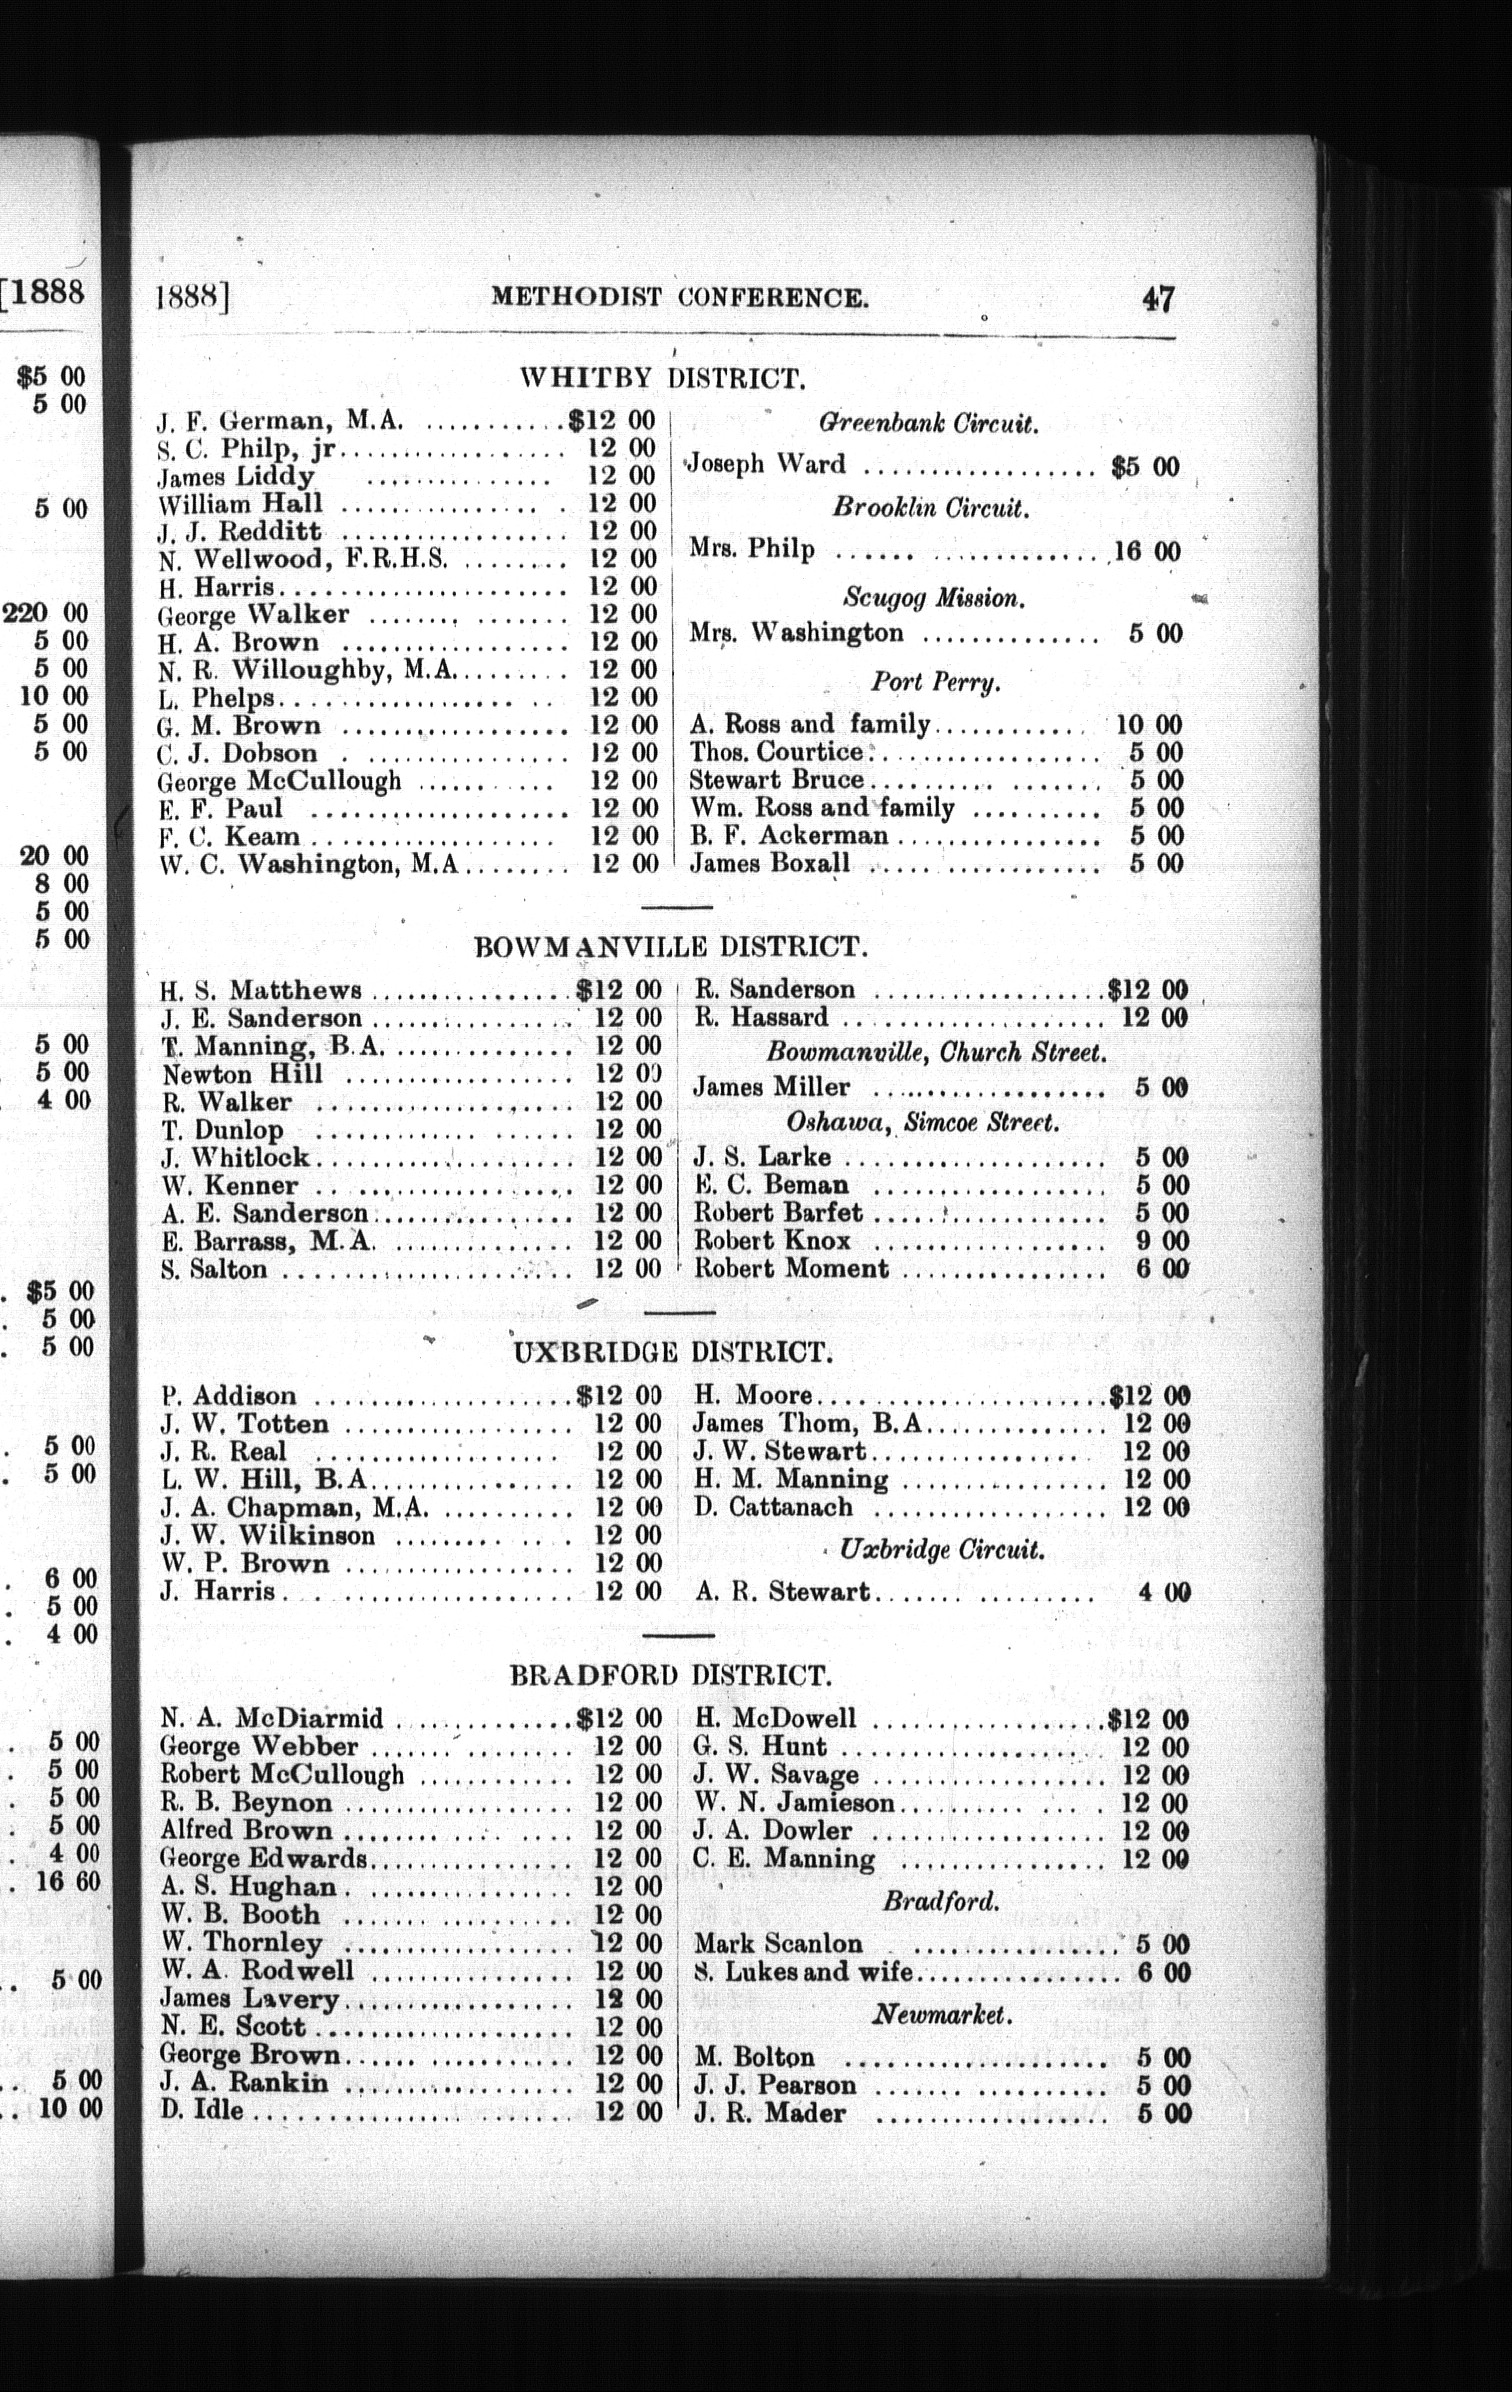 [1888
$5 00
5 00
5 00
220 00
5 00
5 00
10 00
5 00
5 00
20 00
8 00
5 00
5 00
5 00
5 00
4 00
. $5 00
. 5 00
. 5 00
. 5 00
. 5 00
. 6 00
. 5 00
. 4 00
. 5 00
. 5 00
. 5 00
. 5 00
. 4 00
. 16 60
. . 5 00
. . 5 00
. . 10 00
1888] METHODIST CONFERENCE. 47
WHITBY DISTRICT.
J. F. German, M.A. ........... $12 00
S. C. Philp, jr................. 12 00
James Liddy ............... 12 00
William Hall ................ 12 00
J. J. Redditt ................. 12 00
N. Wellwood, F.R.H.S. ......... 12 00
H. Harris..................... 12 00
George Walker ............... 12 00
H. A. Brown ................. 12 00
N. R. Willoughby, M.A.......... 12 00
L. Phelps.................... 12 00
G. M. Brown ................. 12 00
C. J. Dobson ................ 12 00
George McCullough .......... 12 00
E. F. Paul ................... 12 00
F. C. Keam.................. 12 00
W. C. Washington, M.A........ 12 00
Greenbank Circuit.
Joseph Ward ................. $5 00
Brooklin Circuit.
Mrs. Philp .................. 16 00
Scugog Mission.
Mrs. Washington .............. 5 00
Port Perry.
A. Ross and family........... 10 00
Thos. Courtice................. 5 00
Stewart Bruce................ 5 00
Wm. Ross and family .......... 5 00
B. F. Ackerman............... 5 00
James Boxall ................ 5 00
BOWMANVILLE DISTRICT.
H. S. Matthews............... $12 00
J. E. Sanderson............... 12 00
T. Manning, B.A. ............. 12 00
Newton Hill ................. 12 00
R. Walker ................... 12 00
T. Dunlop .................. 12 00
J. Whitlock................... 12 00
W. Kenner .................. 12 00
A. E. Sanderson............... 12 00
E. Barrass, M.A. ............. 12 00
S. Salton ..................... 12 00
R. Sanderson ................. $12 00
R. Hassard ................... 12 00
Bowmanville, Church Street.
James Miller ................. 5 00
Oshawa, Simcoe Street.
J. S. Larke ................... 5 00
E. C. Beman ................. 5 00
Robert Barfet ................. 5 00
Robert Knox ................. 9 00
Robert Moment ............... 6 00
UXBRIDGE DISTRICT.
P. Addison ................... $12 00
J. W. Totten ................. 12 00
J. R. Real .................. 12 00
L. W. Hill, B.A............... 12 00
J. A. Chapman, M.A. .......... 12 00
J. W. Wilkinson ............. 12 00
W. P. Brown ................. 12 00
J. Harris.................... 12 00
H. Moore..................... $12 00
James Thom, B.A............. 12 00
J. W. Stewart................ 12 00
H. M. Manning ............... 12 00
D. Cattanach ................. 12 00
Uxbridge Circuit.
A. R. Stewart................ 4 00
BRADFORD DISTRICT.
N. A. McDiarmid ............. $12 00
George Webber ............... 12 00
Robert McCullough ........... 12 00
R. B. Beynon ................. 12 00
Alfred Brown ................ 12 00
George Edwards............... 12 00
A. S. Hughan................. 12 00
W. B. Booth ................. 12 00
W. Thornley ................. 12 00
W. A. Rodwell ............... 12 00
James Lavery................. 12 00
N. E. Scott ................... 12 00
George Brown................ 12 00
J. A. Rankin ................. 12 00
D. Idle ...................... 12 00
H. McDowell ................. $12 00
G. S. Hunt ................... 12 00
J. W. Savage ................. 12 00
W. N. Jamieson.............. 12 00
J. A. Dowler ................. 12 00
C. E. Manning ............... 12 00
Bradford.
Mark Scanlon ............... 5 00
S. Lukes and wife............... 6 00
Newmarket.
M. Bolton ................... 5 00
J. J. Pearson ................. 5 00
J. R. Mader ................. 5 00